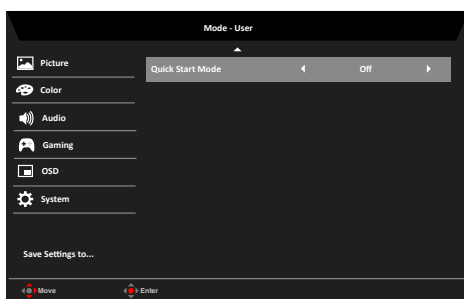 Mode - User
Picture
Quick Start Mode Off
Color
Audio
Gaming
OSD
System
Save Settings to...
Move Enter